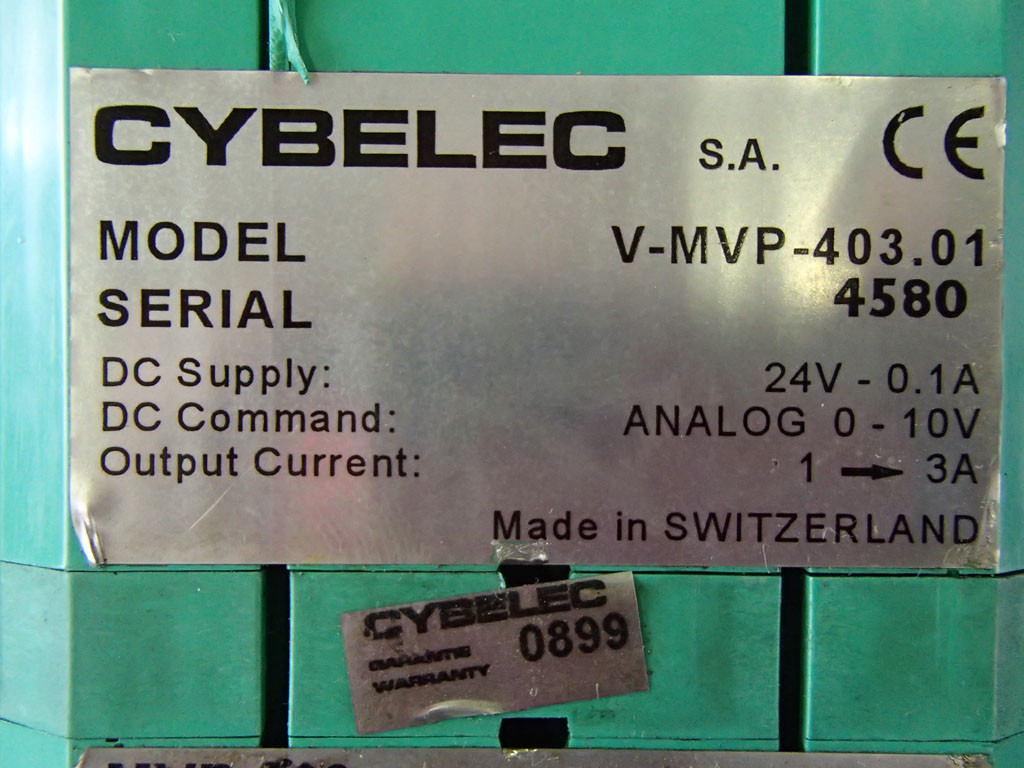 CYBELEC S.A. CE
MODEL V-MVP-403.01
SERIAL 4580
DC Supply: 24V - 0.1A
DC Command: ANALOG 0 - 10V
Output Current: 1 → 3A
Made in SWITZERLAND
CYBELEC
GARANTIE 0899
WARRANTY